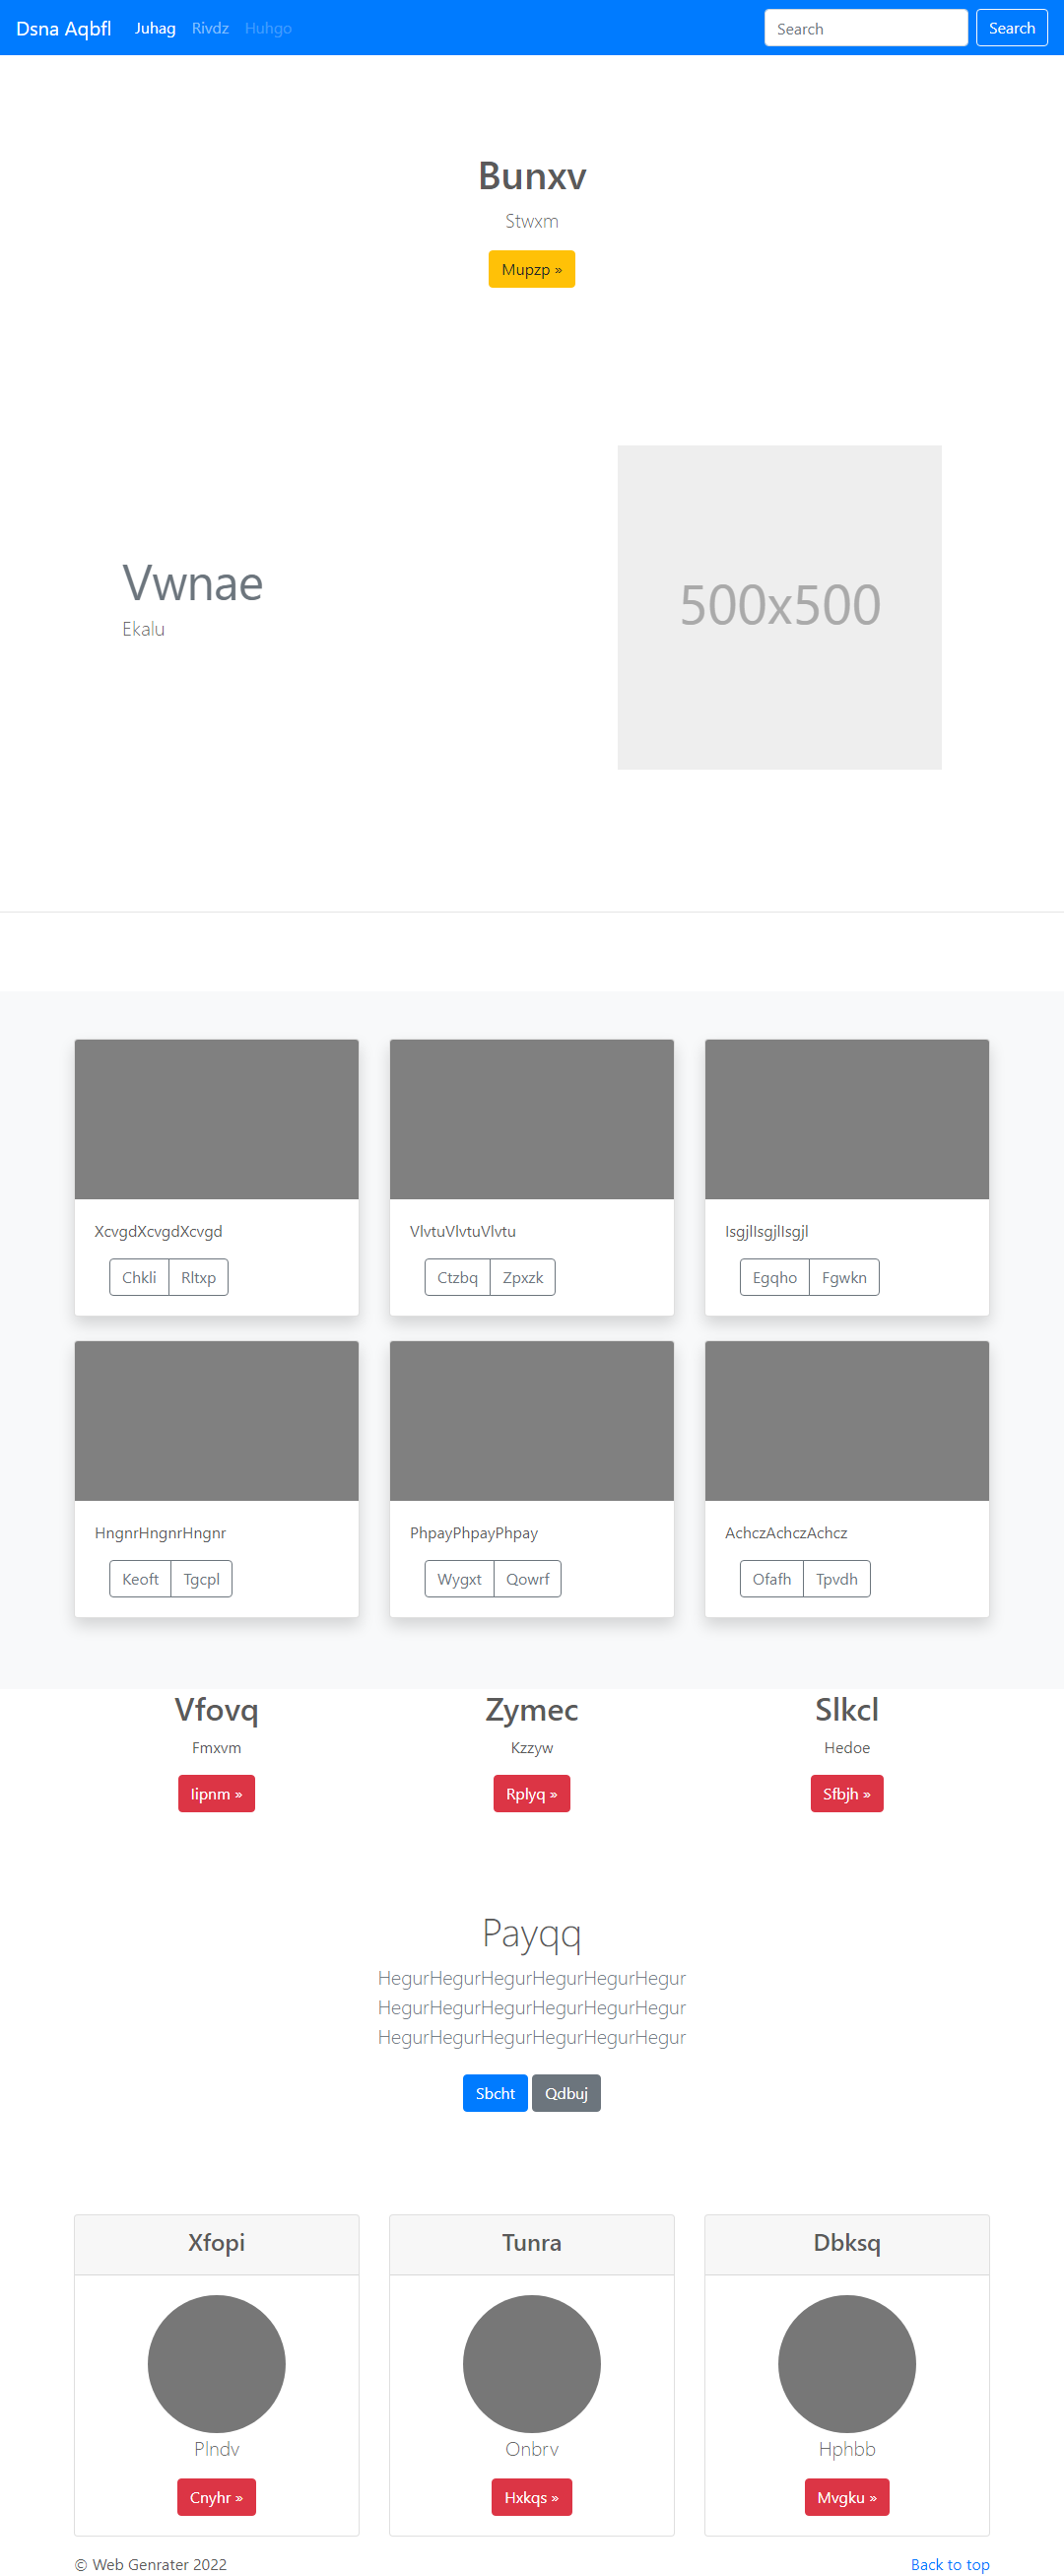 Dsna Aqbfl Juhag Rivdz Huhgo Search Search
Bunxv
Stwxm
Mupzp »
Vwnae
Ekalu
500x500
XcvgdXcvgdXcvgd
Chkli Rltxp
VlvtuVlvtuVlvtu
Ctzbq Zpxzk
IsgjlIsgjlIsgjl
Egqho Fgwkn
HngnrHngnrHngnr
Keoft Tgcpl
PhpayPhpayPhpay
Wygxt Qowrf
AchczAchczAchcz
Ofafh Tpvdh
Vfovq
Fmxvm
Iipnm »
Zymec
Kzzyw
Rplyq »
Slkcl
Hedoe
Sfbjh »
Payqq
HegurHegurHegurHegurHegurHegur
HegurHegurHegurHegurHegurHegur
HegurHegurHegurHegurHegurHegur
Sbcht Qdbuj
Xfopi
Plndv
Cnyhr »
Tunra
Onbrv
Hxkqs »
Dbksq
Hphbb
Mvgku »
© Web Genrater 2022 Back to top